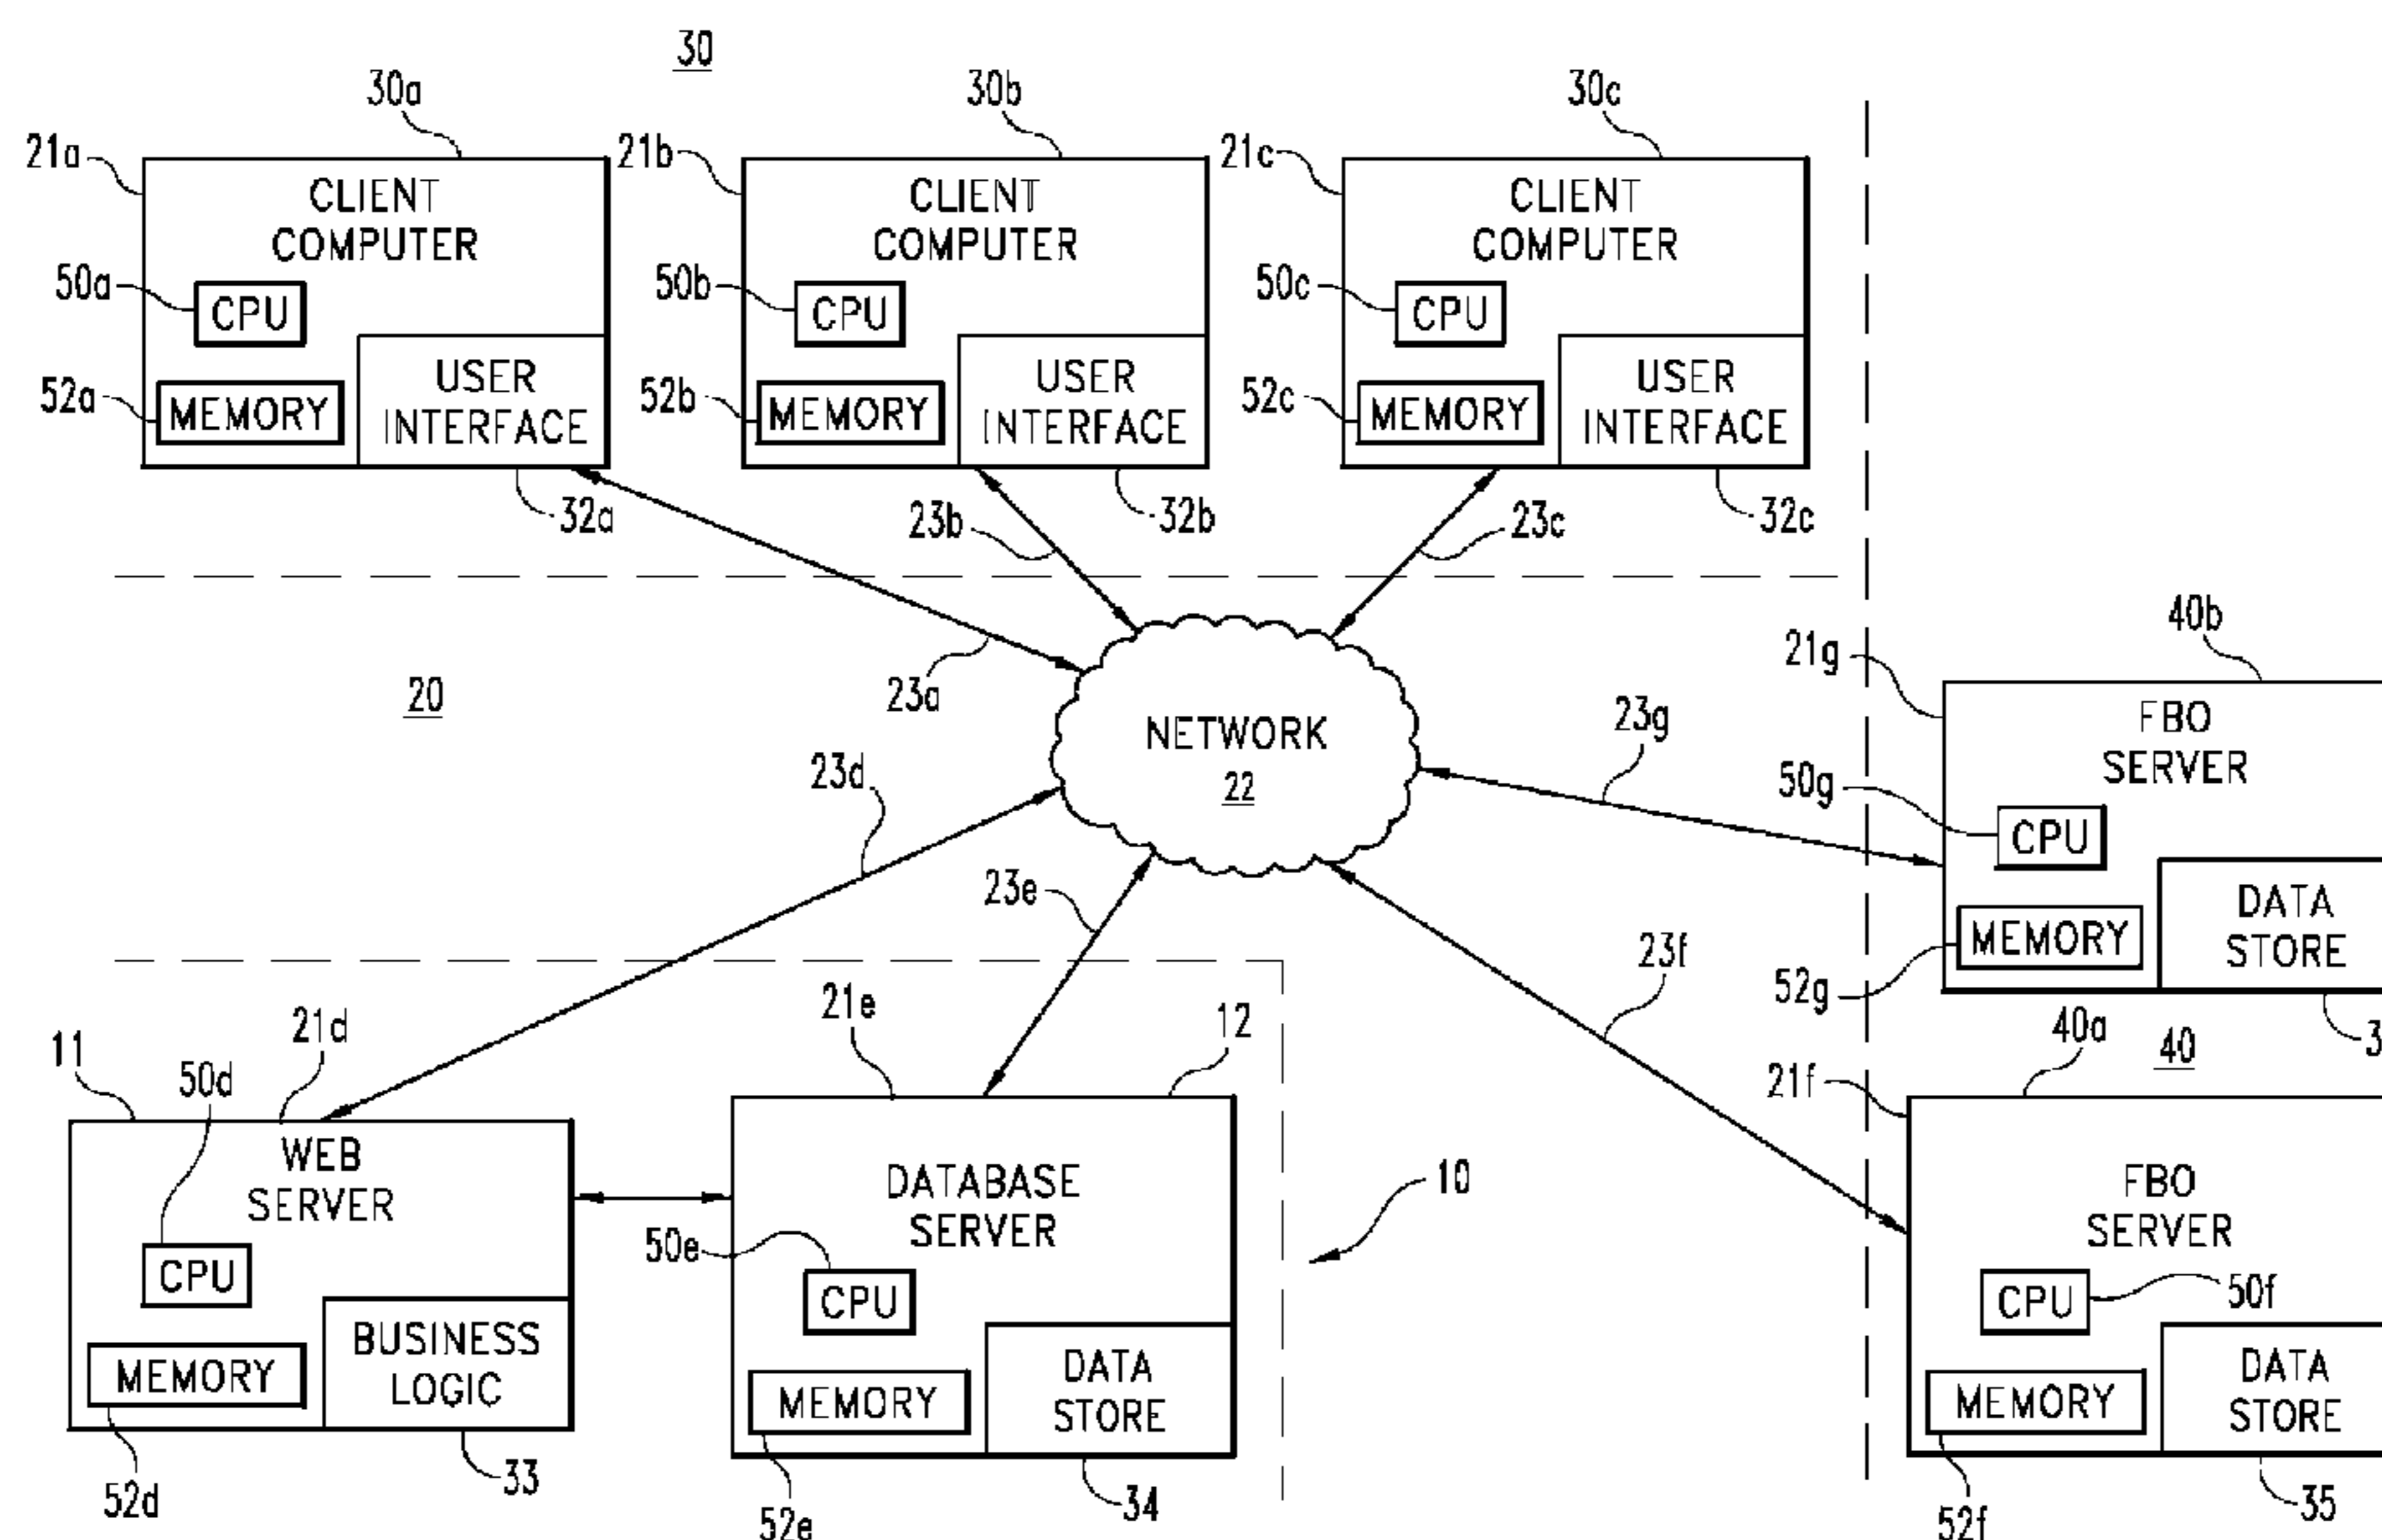 30
30a
30b
30c
21a
21b
21c
CLIENT
COMPUTER
CLIENT
COMPUTER
CLIENT
COMPUTER
50a
CPU
50b
CPU
50c
CPU
52a
MEMORY
USER
INTERFACE
52b
MEMORY
USER
INTERFACE
52c
MEMORY
USER
INTERFACE
32a
23b
32b
23c
32c
20
23a
NETWORK
22
23d
23e
23g
23f
40b
21g
FBO
SERVER
50g
CPU
MEMORY
52g
DATA
STORE
11
21d
50d
WEB
SERVER
CPU
MEMORY
BUSINESS
LOGIC
52d
33
21e
12
DATABASE
SERVER
50e
CPU
MEMORY
DATA
STORE
52e
34
10
40a
40
21f
FBO
SERVER
CPU
50f
MEMORY
DATA
STORE
52f
35